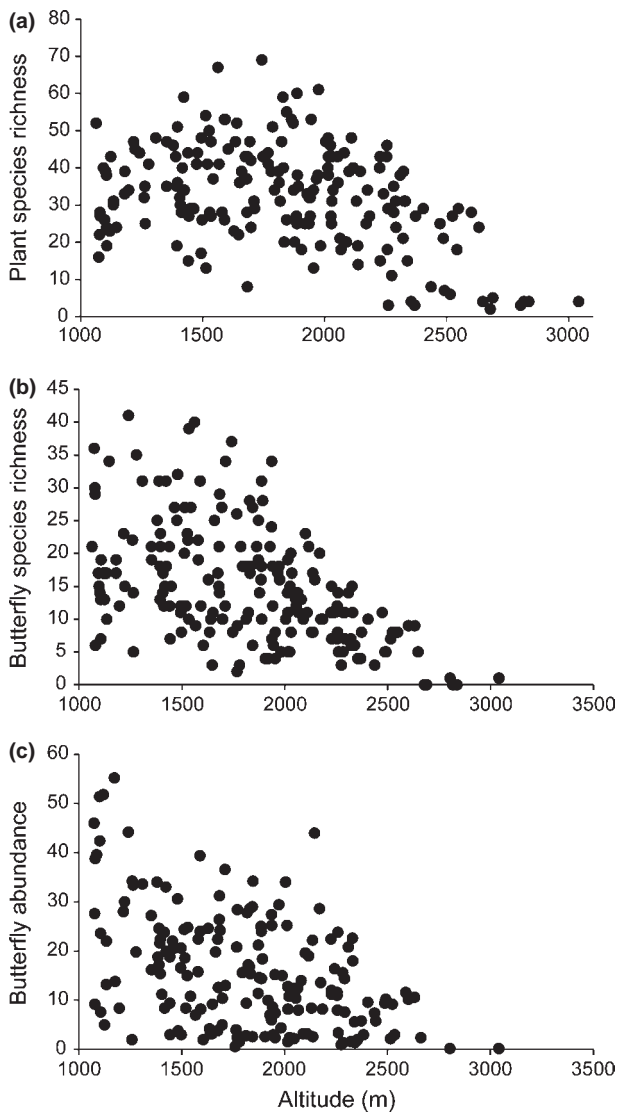 (a)
Plant species richness
80
70
60
50
40
30
20
10
0
1000 1500 2000 2500 3000
(b)
Butterfly species richness
45
40
35
30
25
20
15
10
5
0
1000 1500 2000 2500 3000 3500
(c)
Butterfly abundance
60
50
40
30
20
10
0
1000 1500 2000 2500 3000 3500
Altitude (m)